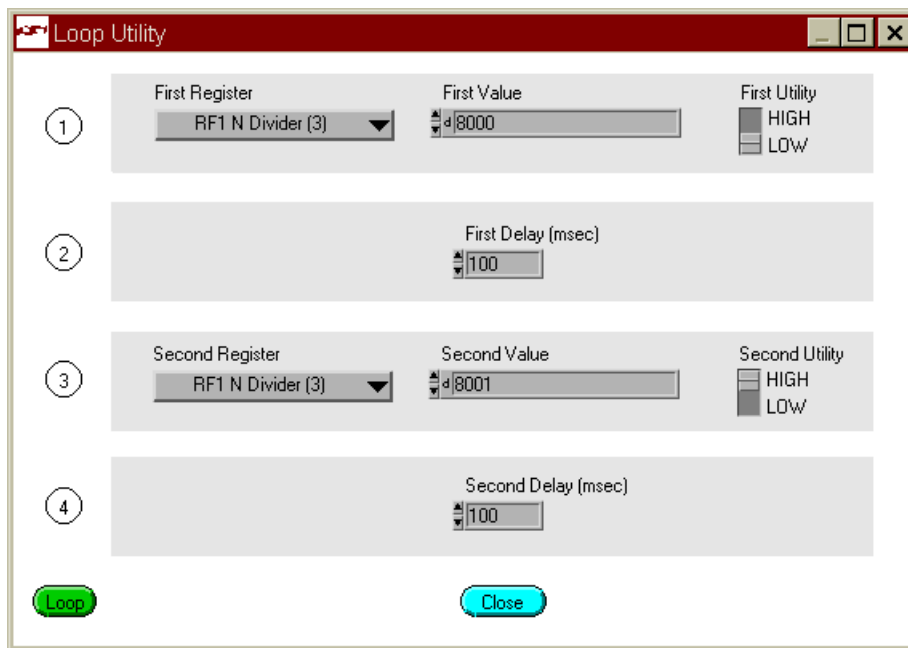 Loop Utility
First Register First Value First Utility
1 RF1 N Divider (3) d 8000 HIGH
LOW
First Delay (msec)
2 100
Second Register Second Value Second Utility
3 RF1 N Divider (3) d 8001 HIGH
LOW
Second Delay (msec)
4 100
Loop Close